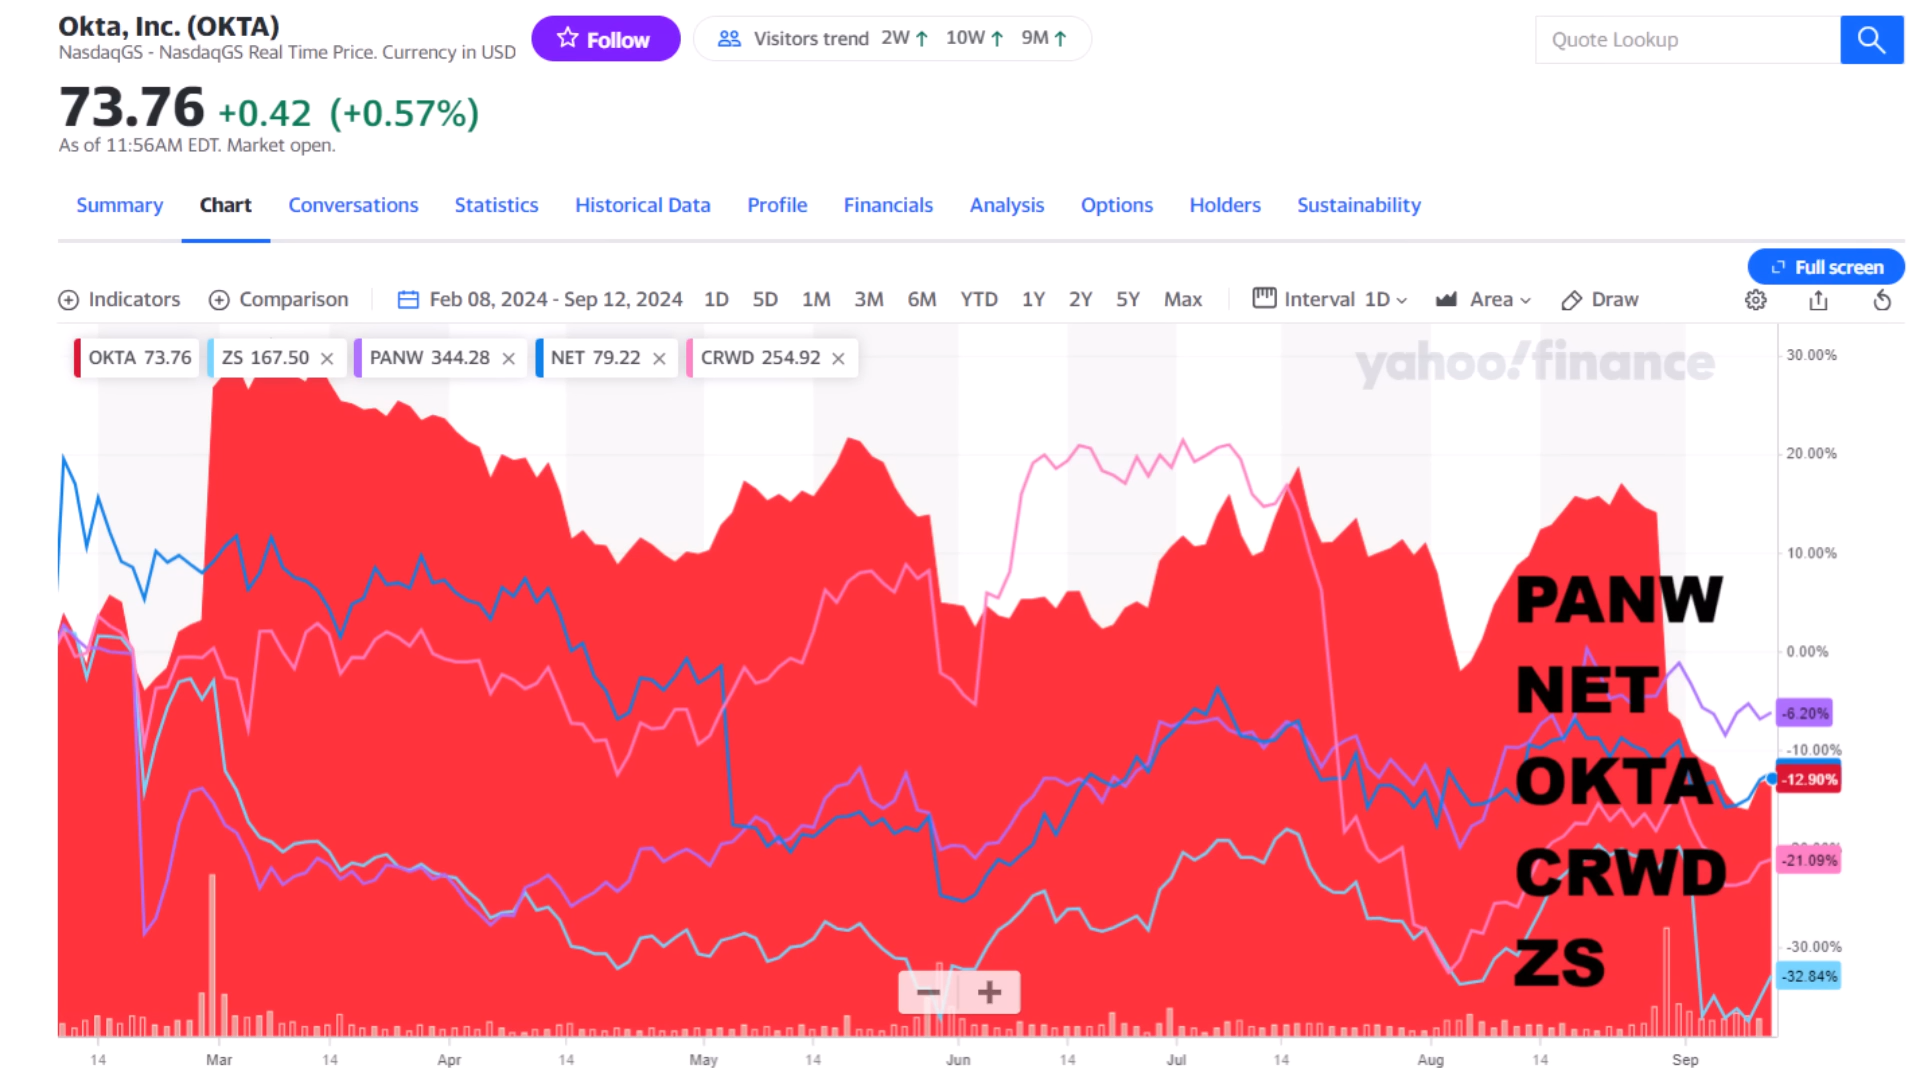 Okta, Inc. (OKTA)
NasdaqGS - NasdaqGS Real Time Price. Currency in USD
Follow
Visitors trend 2W↑ 10W↑ 9M↑
Quote Lookup
73.76 +0.42 (+0.57%)
As of 11:56AM EDT. Market open.
Summary Chart Conversations Statistics Historical Data Profile Financials Analysis Options Holders Sustainability
Full screen
Indicators Comparison Feb 08, 2024 - Sep 12, 2024 1D 5D 1M 3M 6M YTD 1Y 2Y 5Y Max Interval 1D Area Draw
OKTA 73.76 ZS 167.50 × PANW 344.28 × NET 79.22 × CRWD 254.92 ×
yahoo!finance
30.00%
20.00%
10.00%
PANW
0.00%
NET
-6.20%
-10.00%
OKTA
-12.90%
CRWD
-21.09%
-30.00%
ZS
-32.84%
− +
14 Mar 14 Apr 14 May 14 Jun 14 Jul 14 Aug 14 Sep